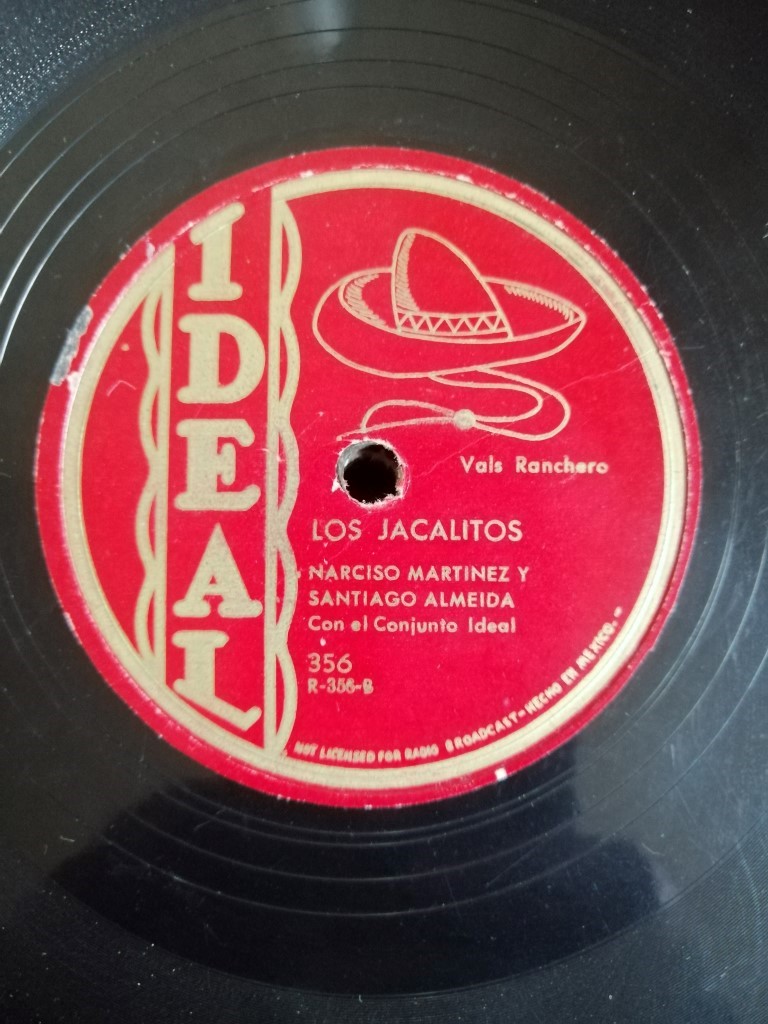 IDEAL
Vals Ranchero
LOS JACALITOS
NARCISO MARTINEZ Y
SANTIAGO ALMEIDA
Con el Conjunto Ideal
356
R-356-B
NOT LICENSED FOR RADIO BROADCAST-HECHO EN MEXICO.-